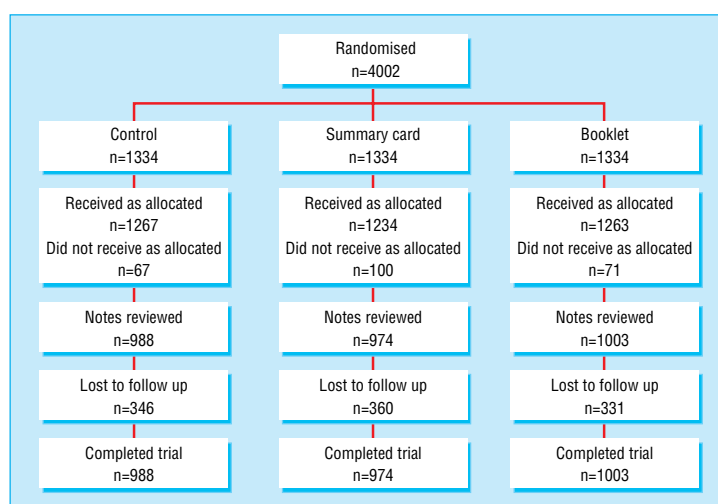 Randomised
n=4002
Control
n=1334
Summary card
n=1334
Booklet
n=1334
Received as allocated
n=1267
Did not receive as allocated
n=67
Received as allocated
n=1234
Did not receive as allocated
n=100
Received as allocated
n=1263
Did not receive as allocated
n=71
Notes reviewed
n=988
Notes reviewed
n=974
Notes reviewed
n=1003
Lost to follow up
n=346
Lost to follow up
n=360
Lost to follow up
n=331
Completed trial
n=988
Completed trial
n=974
Completed trial
n=1003